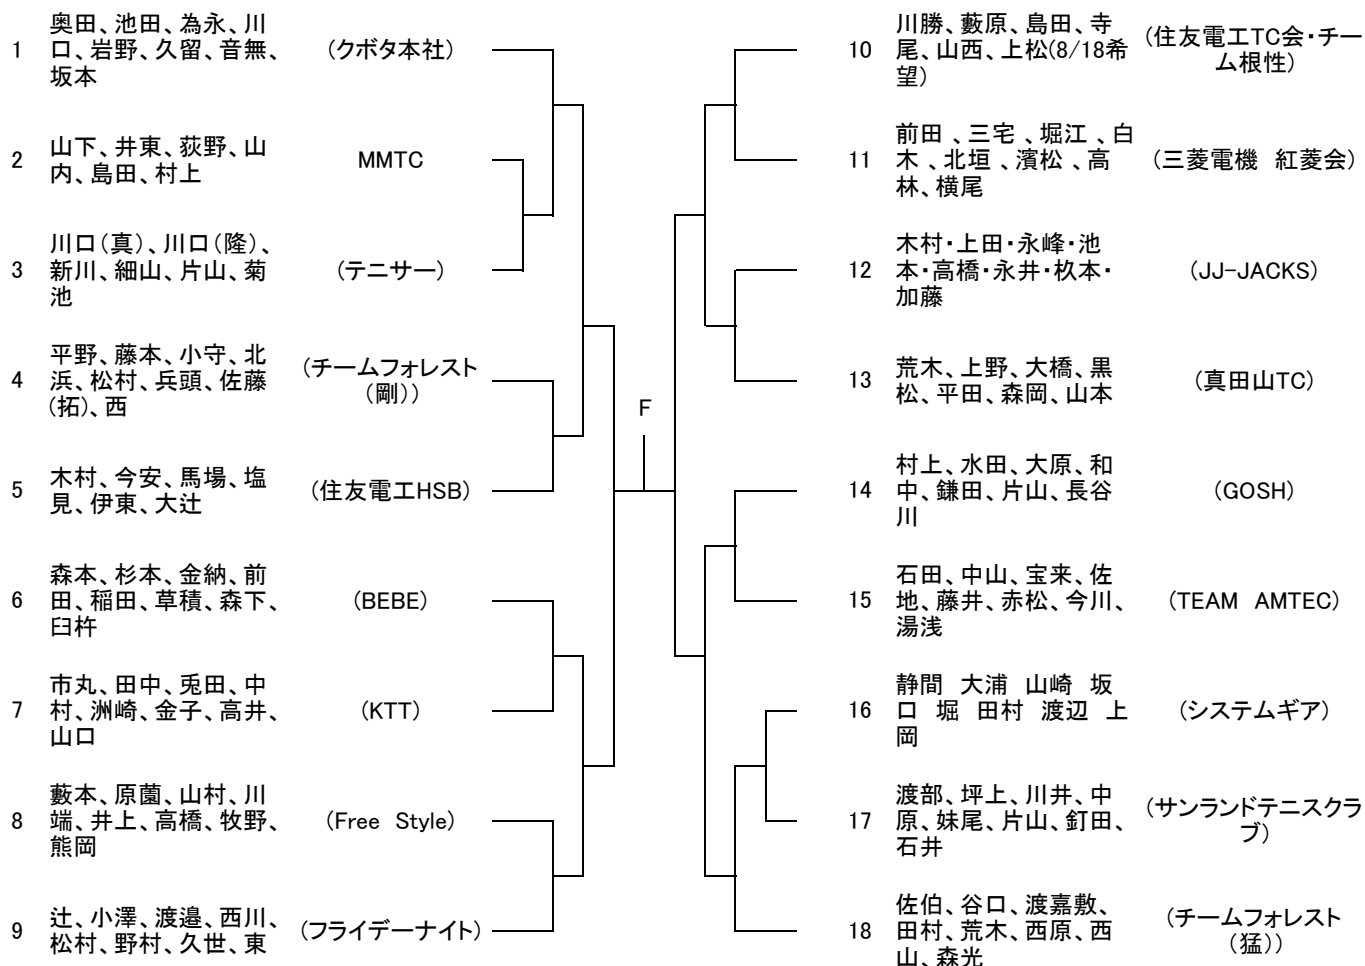 1
奥田、池田、為永、川
口、岩野、久留、音無、
坂本
(クボタ本社)
2
山下、井東、荻野、山
内、島田、村上
MMTC
3
川口（真）、川口（隆）、
新川、細山、片山、菊
池
(テニサー)
4
平野、藤本、小守、北
浜、松村、兵頭、佐藤
(拓)、西
(チームフォレスト
（剛）)
5
木村、今安、馬場、塩
見、伊東、大辻
(住友電工HSB)
6
森本、杉本、金納、前
田、稲田、草積、森下、
臼杵
(BEBE)
7
市丸、田中、兎田、中
村、洲崎、金子、高井、
山口
(KTT)
8
藪本、原薗、山村、川
端、井上、高橋、牧野、
熊岡
(Free Style)
9
辻、小澤、渡邉、西川、
松村、野村、久世、東
(フライデーナイト)
F
10
川勝、藪原、島田、寺
尾、山西、上松(8/18希
望)
(住友電工TC会・チー
ム根性)
11
前田 、三宅 、堀江 、白
木 、北垣 、濱松 、高
林、横尾
(三菱電機 紅菱会)
12
木村・上田・永峰・池
本・高橋・永井・杦本・
加藤
(JJ-JACKS)
13
荒木、上野、大橋、黒
松、平田、森岡、山本
(真田山TC)
14
村上、水田、大原、和
中、鎌田、片山、長谷
川
(GOSH)
15
石田、中山、宝来、佐
地、藤井、赤松、今川、
湯浅
(TEAM AMTEC)
16
静間 大浦 山崎 坂
口 堀 田村 渡辺 上
岡
(システムギア)
17
渡部、坪上、川井、中
原、妹尾、片山、釘田、
石井
(サンランドテニスクラ
ブ)
18
佐伯、谷口、渡嘉敷、
田村、荒木、西原、西
山、森光
(チームフォレスト
（猛）)